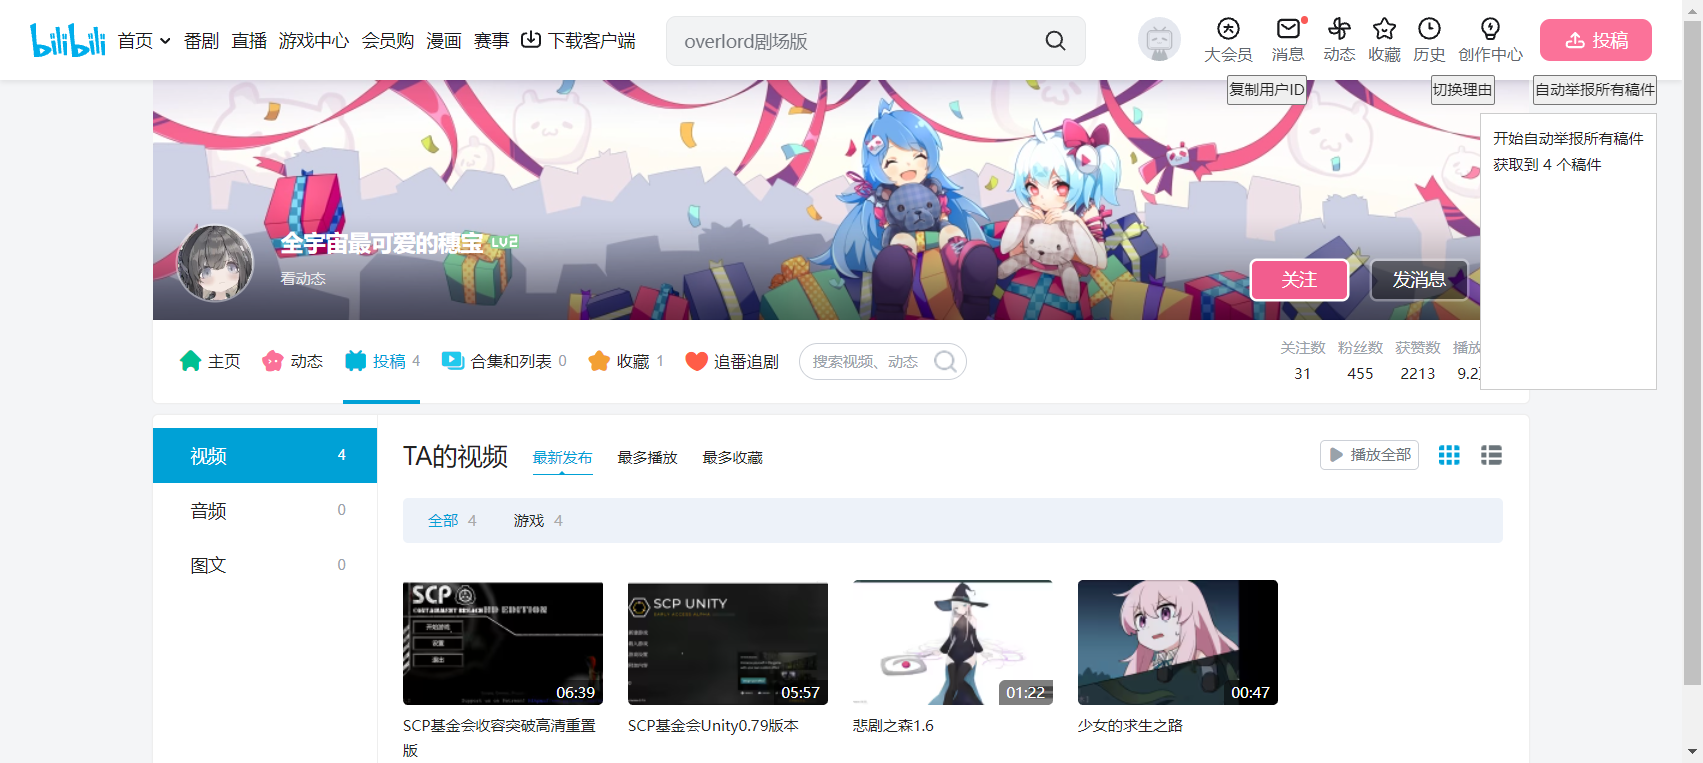 bilibili
首页
番剧
直播
游戏中心
会员购
漫画
赛事
下载客户端
overlord剧场版
大会员
消息
动态
收藏
历史
创作中心
投稿
复制用户ID
切换理由
自动举报所有稿件
开始自动举报所有稿件
获取到 4 个稿件
全宇宙最可爱的穗宝 LV2
看动态
关注
发消息
主页
动态
投稿 4
合集和列表 0
收藏 1
追番追剧
搜索视频、动态
关注数 粉丝数 获赞数 播放
31 455 2213 9.2
视频 4
音频 0
图文 0
TA的视频
最新发布
最多播放
最多收藏
播放全部
全部 4
游戏 4
SCP
CONTAINMENT BREACH HD EDITION
开始游戏
设置
退出
06:39
SCP UNITY
EARLY ACCESS ALPHA
05:57
01:22
00:47
SCP基金会收容突破高清重置
版
SCP基金会Unity0.79版本
悲剧之森1.6
少女的求生之路